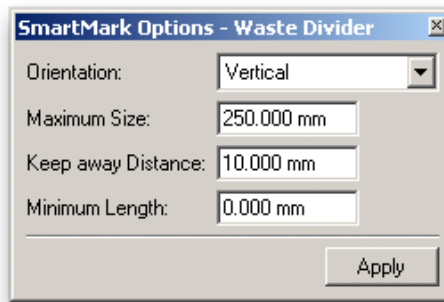 SmartMark Options - Waste Divider
Orientation: Vertical
Maximum Size: 250.000 mm
Keep away Distance: 10.000 mm
Minimum Length: 0.000 mm
Apply